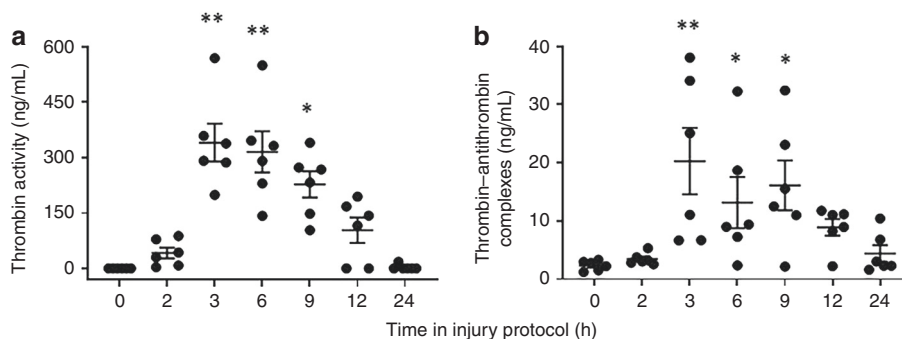 a
**
**
*
600
450
300
150
0
Thrombin activity (ng/mL)
0 2 3 6 9 12 24
b
**
*
*
40
30
20
10
0
Thrombin–antithrombin
complexes (ng/mL)
0 2 3 6 9 12 24
Time in injury protocol (h)